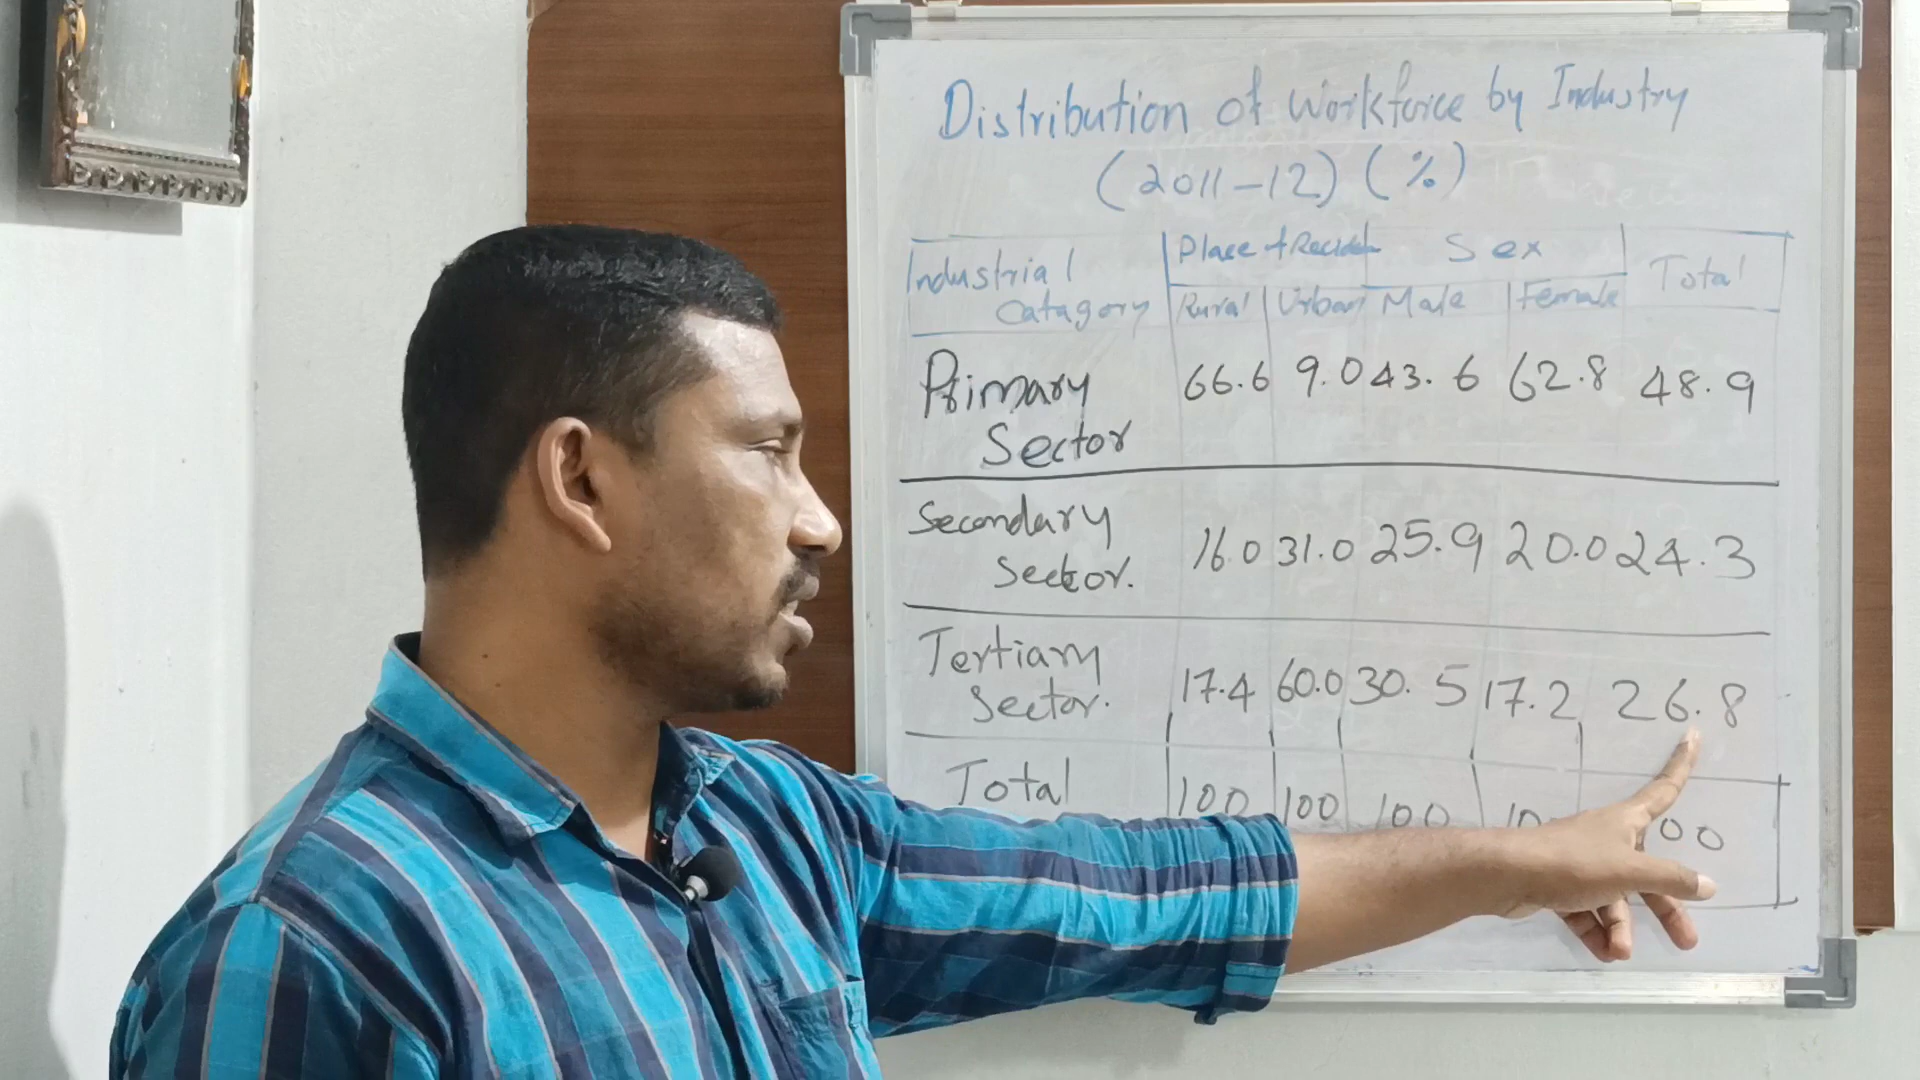 Distribution of Workforce by Industry
(2011-12) (%)
Industrial Catagory Place of Sex Total
Rural Urban Male Female
Primary Sector 66.6 9.0 43.6 62.8 48.9
Secondary Sector. 16.0 31.0 25.9 20.0 24.3
Tertiary Sector. 17.4 60.0 30.5 17.2 26.8
Total 100 100 100